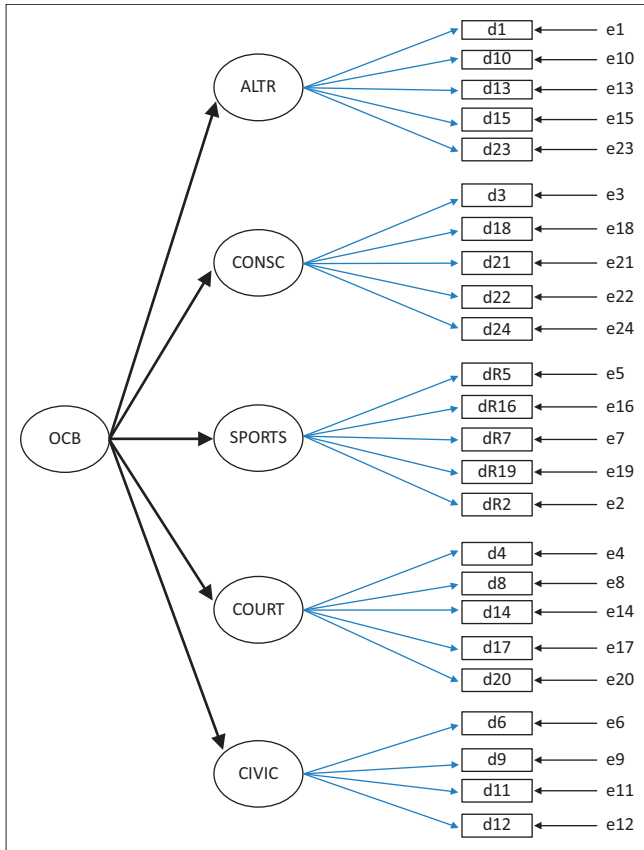 d1 e1
d10 e10
ALTR d13 e13
d15 e15
d23 e23
d3 e3
d18 e18
CONSC d21 e21
d22 e22
d24 e24
dR5 e5
dR16 e16
OCB SPORTS dR7 e7
dR19 e19
dR2 e2
d4 e4
d8 e8
COURT d14 e14
d17 e17
d20 e20
d6 e6
d9 e9
CIVIC d11 e11
d12 e12